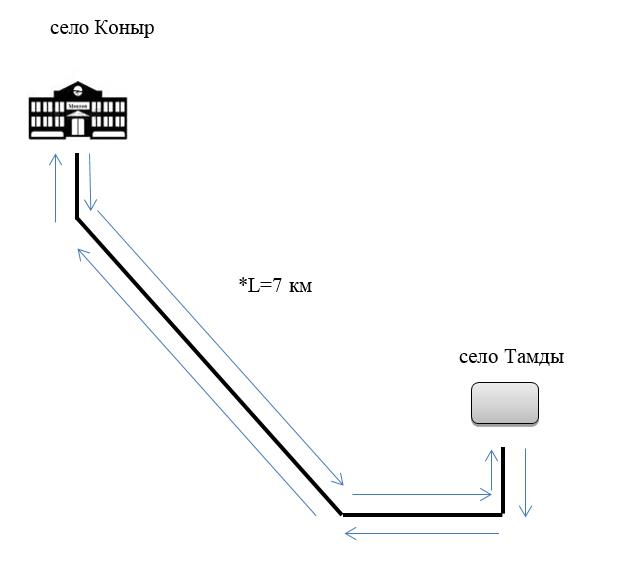 село Коныр
*L=7 км
село Тамды